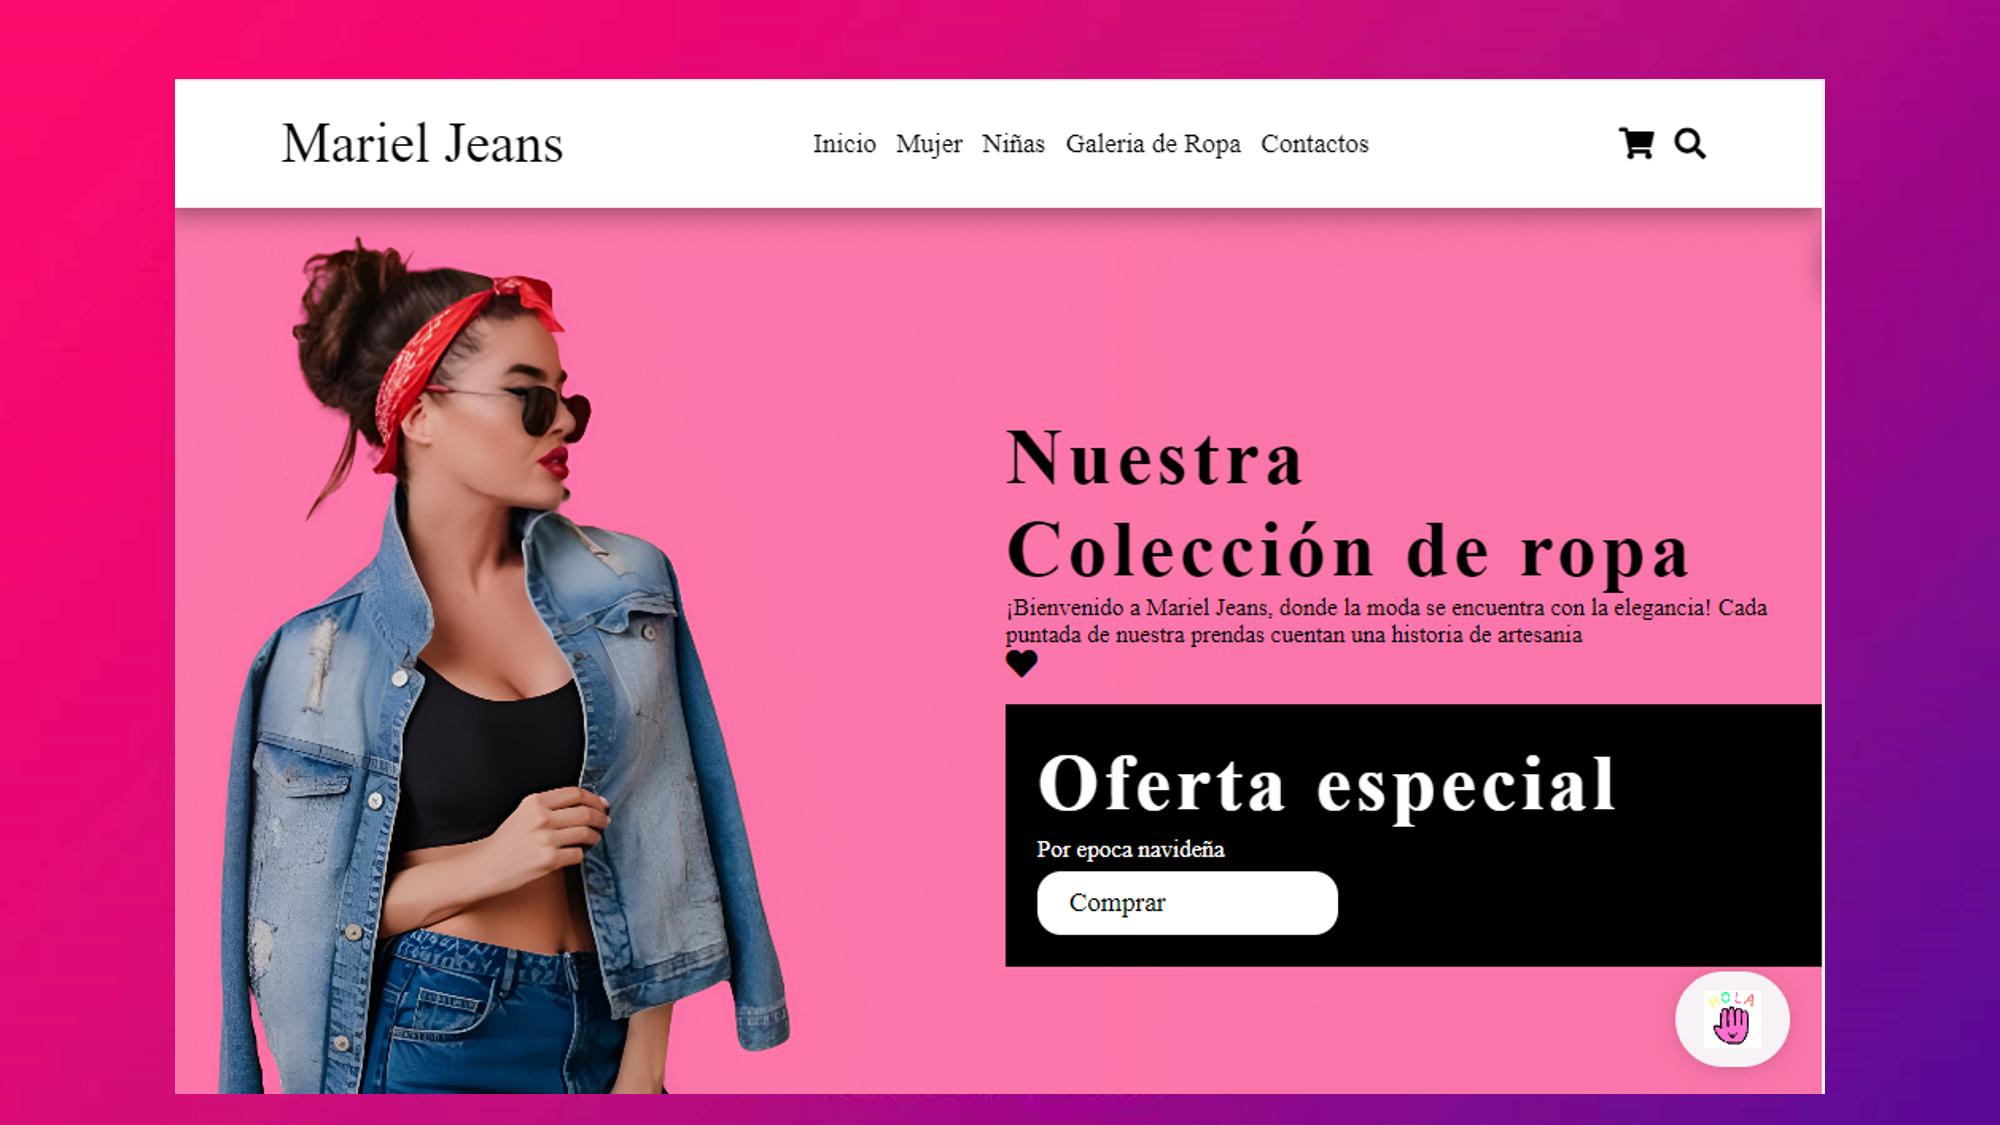 Mariel Jeans
Inicio Mujer Niñas Galeria de Ropa Contactos
Nuestra
Colección de ropa
¡Bienvenido a Mariel Jeans, donde la moda se encuentra con la elegancia! Cada
puntada de nuestra prendas cuentan una historia de artesania
Oferta especial
Por epoca navideña
Comprar
HOLA